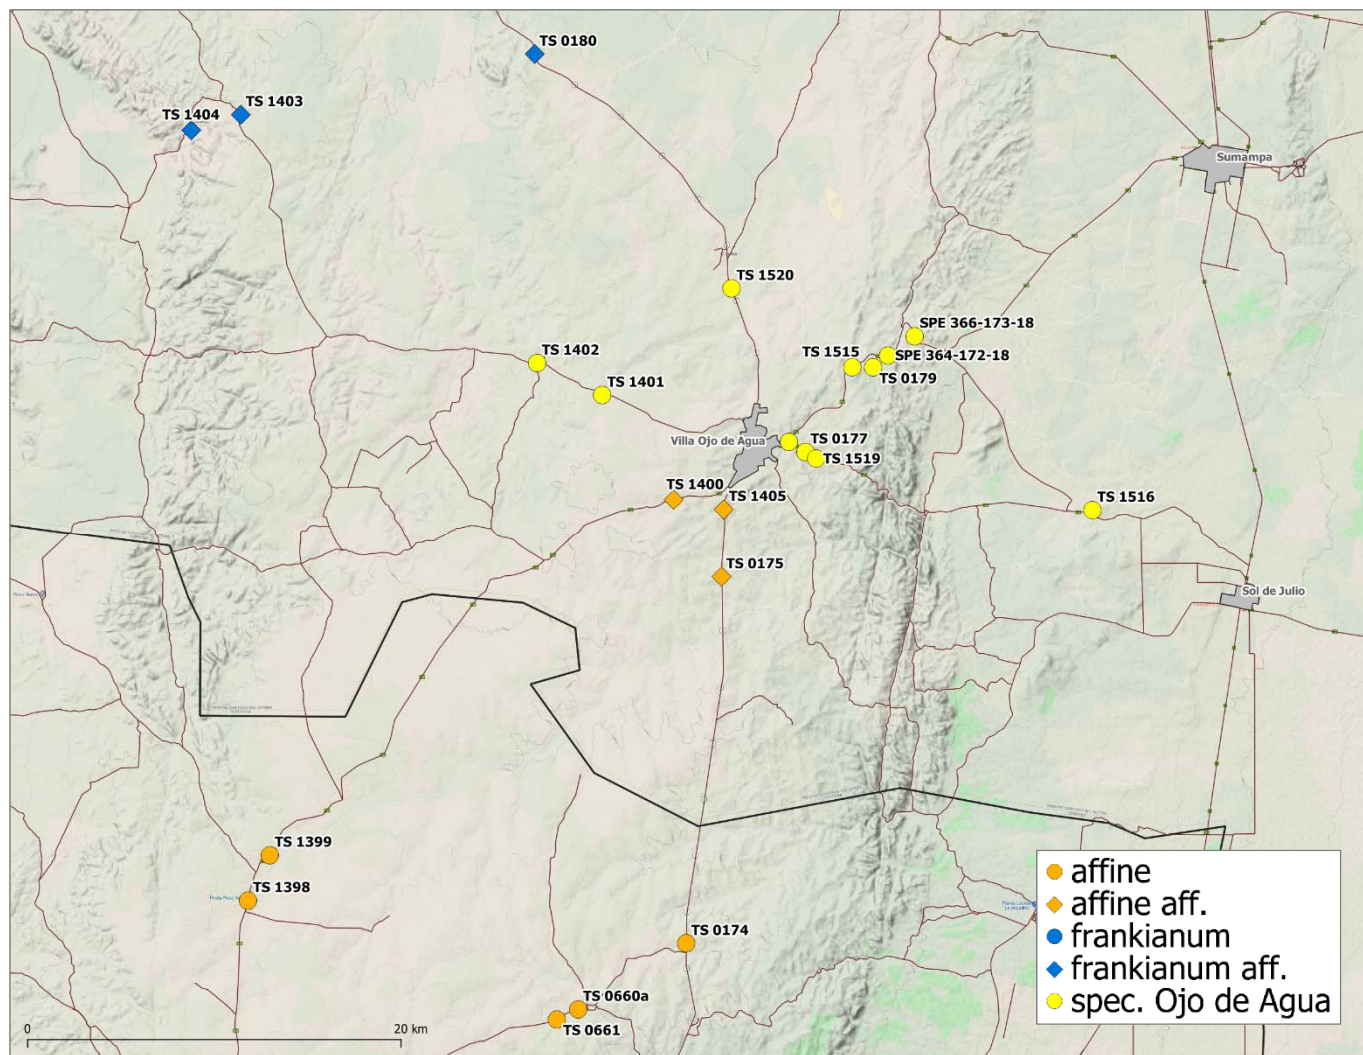 TS 0180
TS 1403
TS 1404
Sumampa
TS 1520
SPE 366-173-18
TS 1402
TS 1515
SPE 364-172-18
TS 0179
TS 1401
Villa Ojo de Agua
TS 0177
TS 1519
TS 1400
TS 1405
TS 1516
TS 0175
Sol de Julio
TS 1399
TS 1398
TS 0174
TS 0660a
TS 0661
affine
affine aff.
frankianum
frankianum aff.
spec. Ojo de Agua
0
20 km